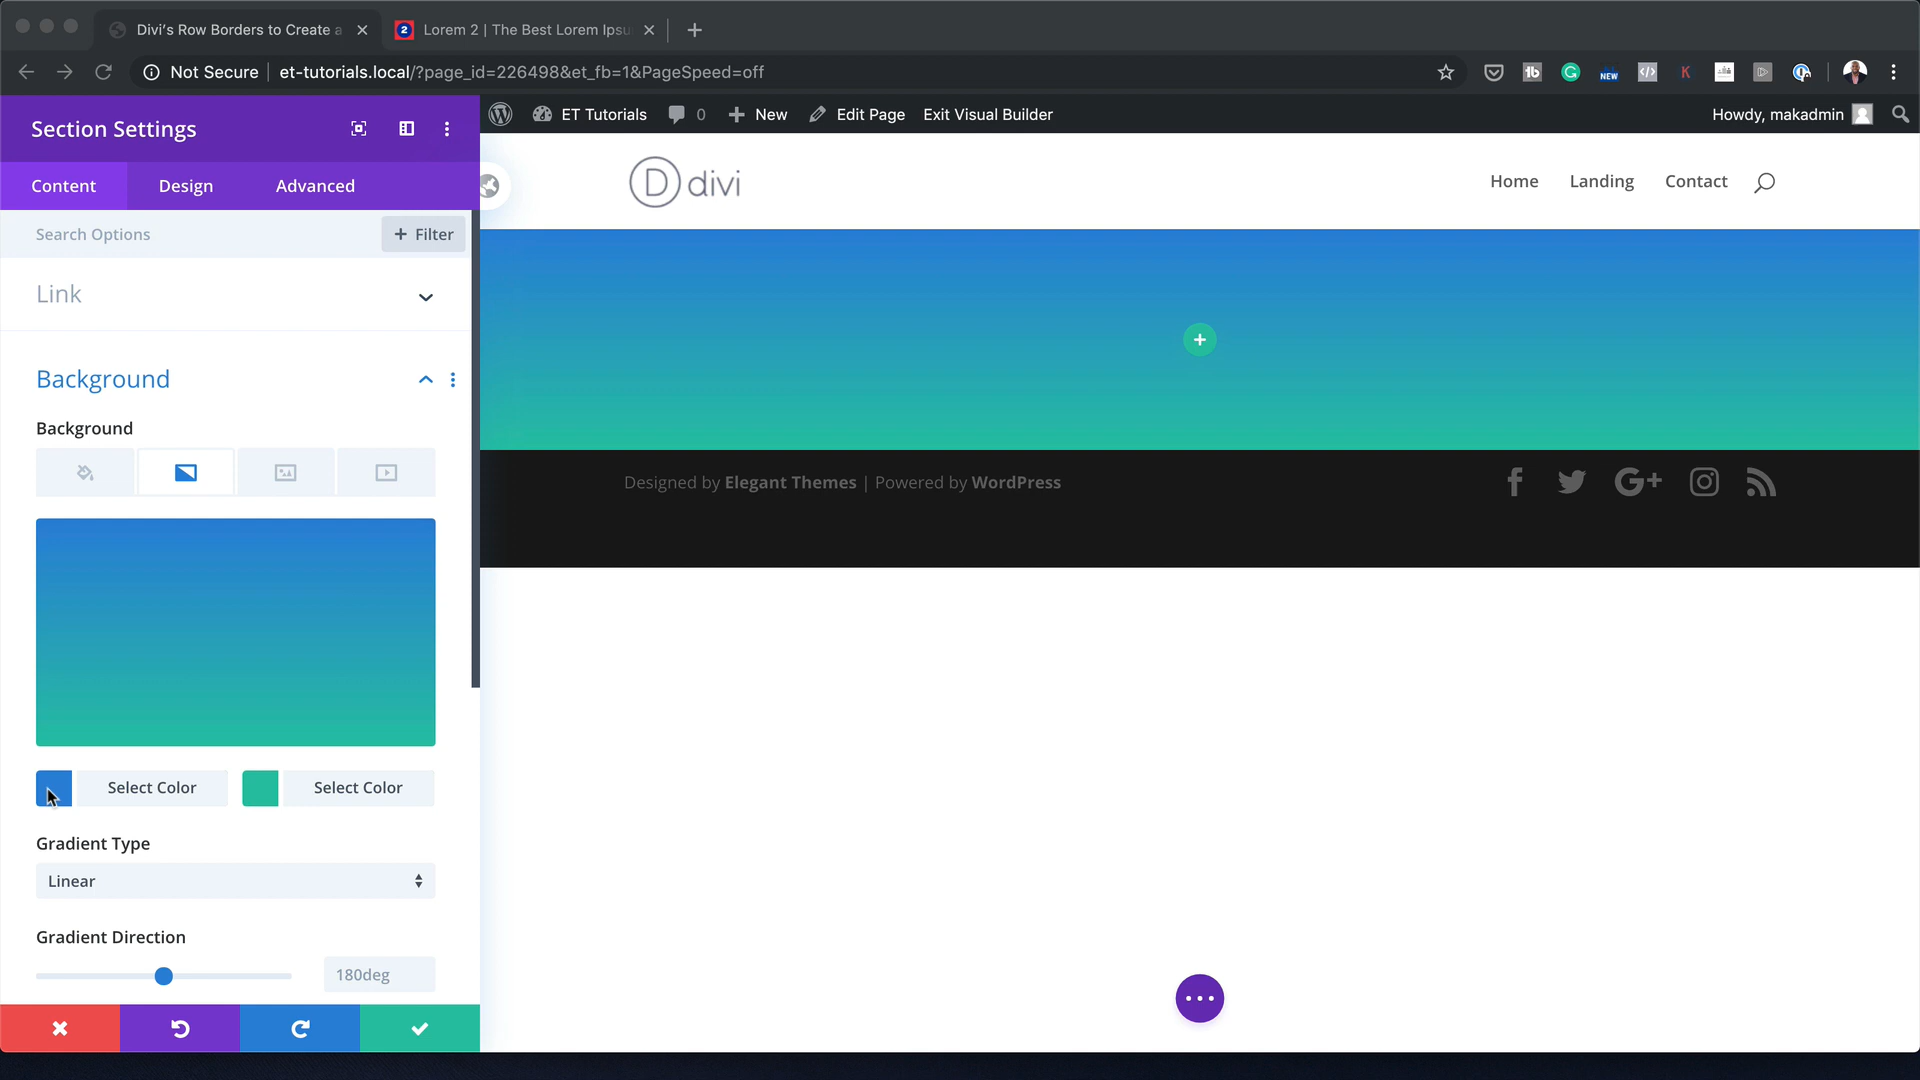 Divi's Row Borders to Create a
2 Lorem 2 | The Best Lorem Ipsu
Not Secure | et-tutorials.local/?page_id=226498&et_fb=1&PageSpeed=off
tb
G
NEW
</>
K
ET Tutorials 0 New Edit Page Exit Visual Builder Howdy, makadmin
Section Settings
Content Design Advanced
Search Options + Filter
D divi
Home Landing Contact
Link
Background
Background
Designed by Elegant Themes | Powered by WordPress
G+
Select Color Select Color
Gradient Type
Linear
Gradient Direction
180deg